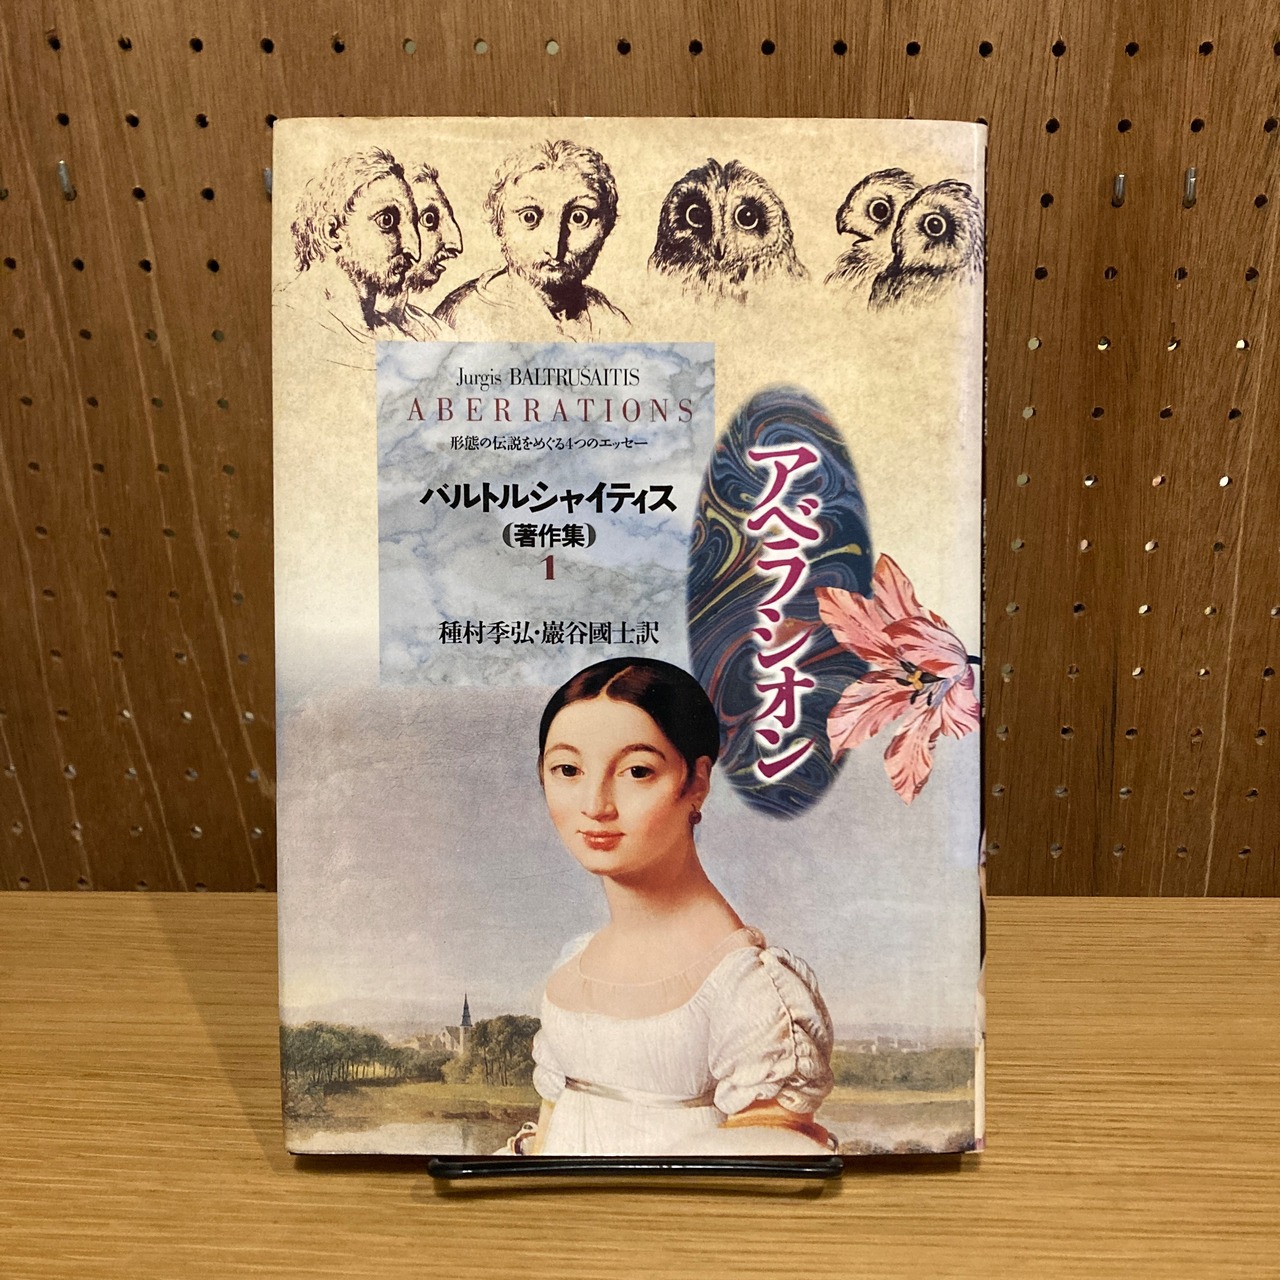 Jurgis BALTRUŠAITIS
ABERRATIONS
形態の伝説をめぐる4つのエッセー
バルトルシャイティス
(著作集)
1
種村季弘・巖谷國士訳
アベラシオン